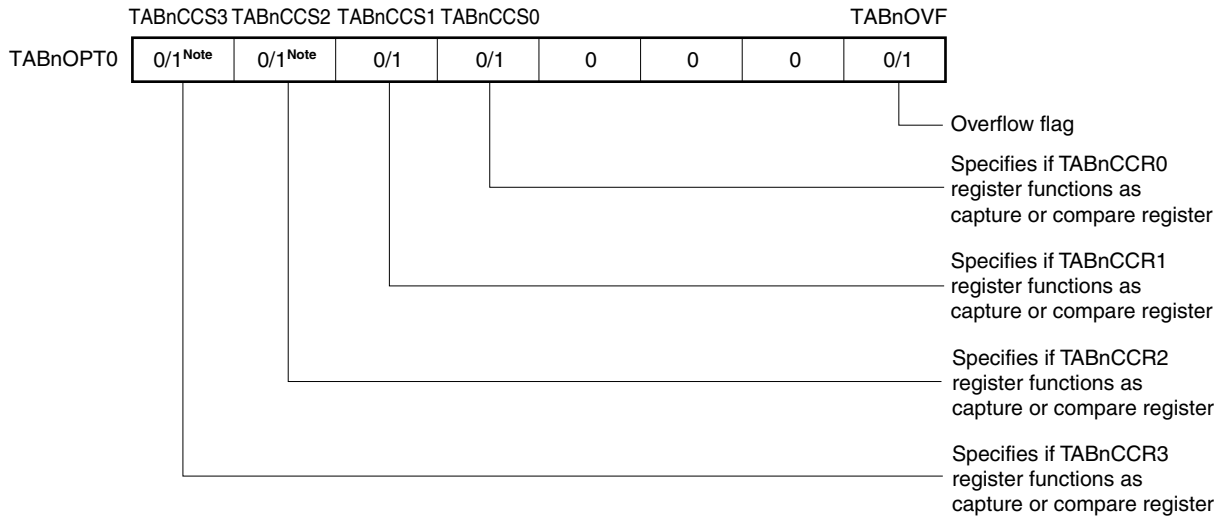 TABnCCS3 TABnCCS2 TABnCCS1 TABnCCS0 TABnOVF
TABnOPT0 0/1Note 0/1Note 0/1 0/1 0 0 0 0/1
Overflow flag
Specifies if TABnCCR0
register functions as
capture or compare register
Specifies if TABnCCR1
register functions as
capture or compare register
Specifies if TABnCCR2
register functions as
capture or compare register
Specifies if TABnCCR3
register functions as
capture or compare register